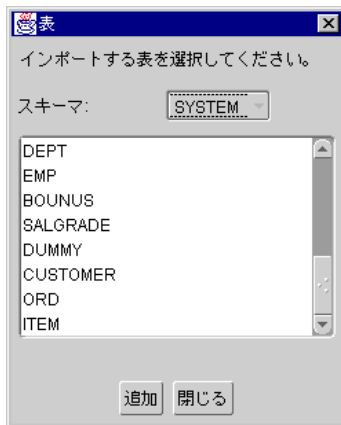 表
インポートする表を選択してください。
スキーマ: SYSTEM
DEPT
EMP
BOUNUS
SALGRADE
DUMMY
CUSTOMER
ORD
ITEM
追加 閉じる